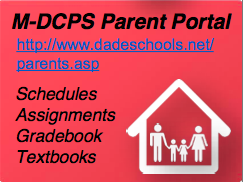 M-DCPS Parent Portal
http://www.dadeschools.net/
parents.asp
Schedules
Assignments
Gradebook
Textbooks